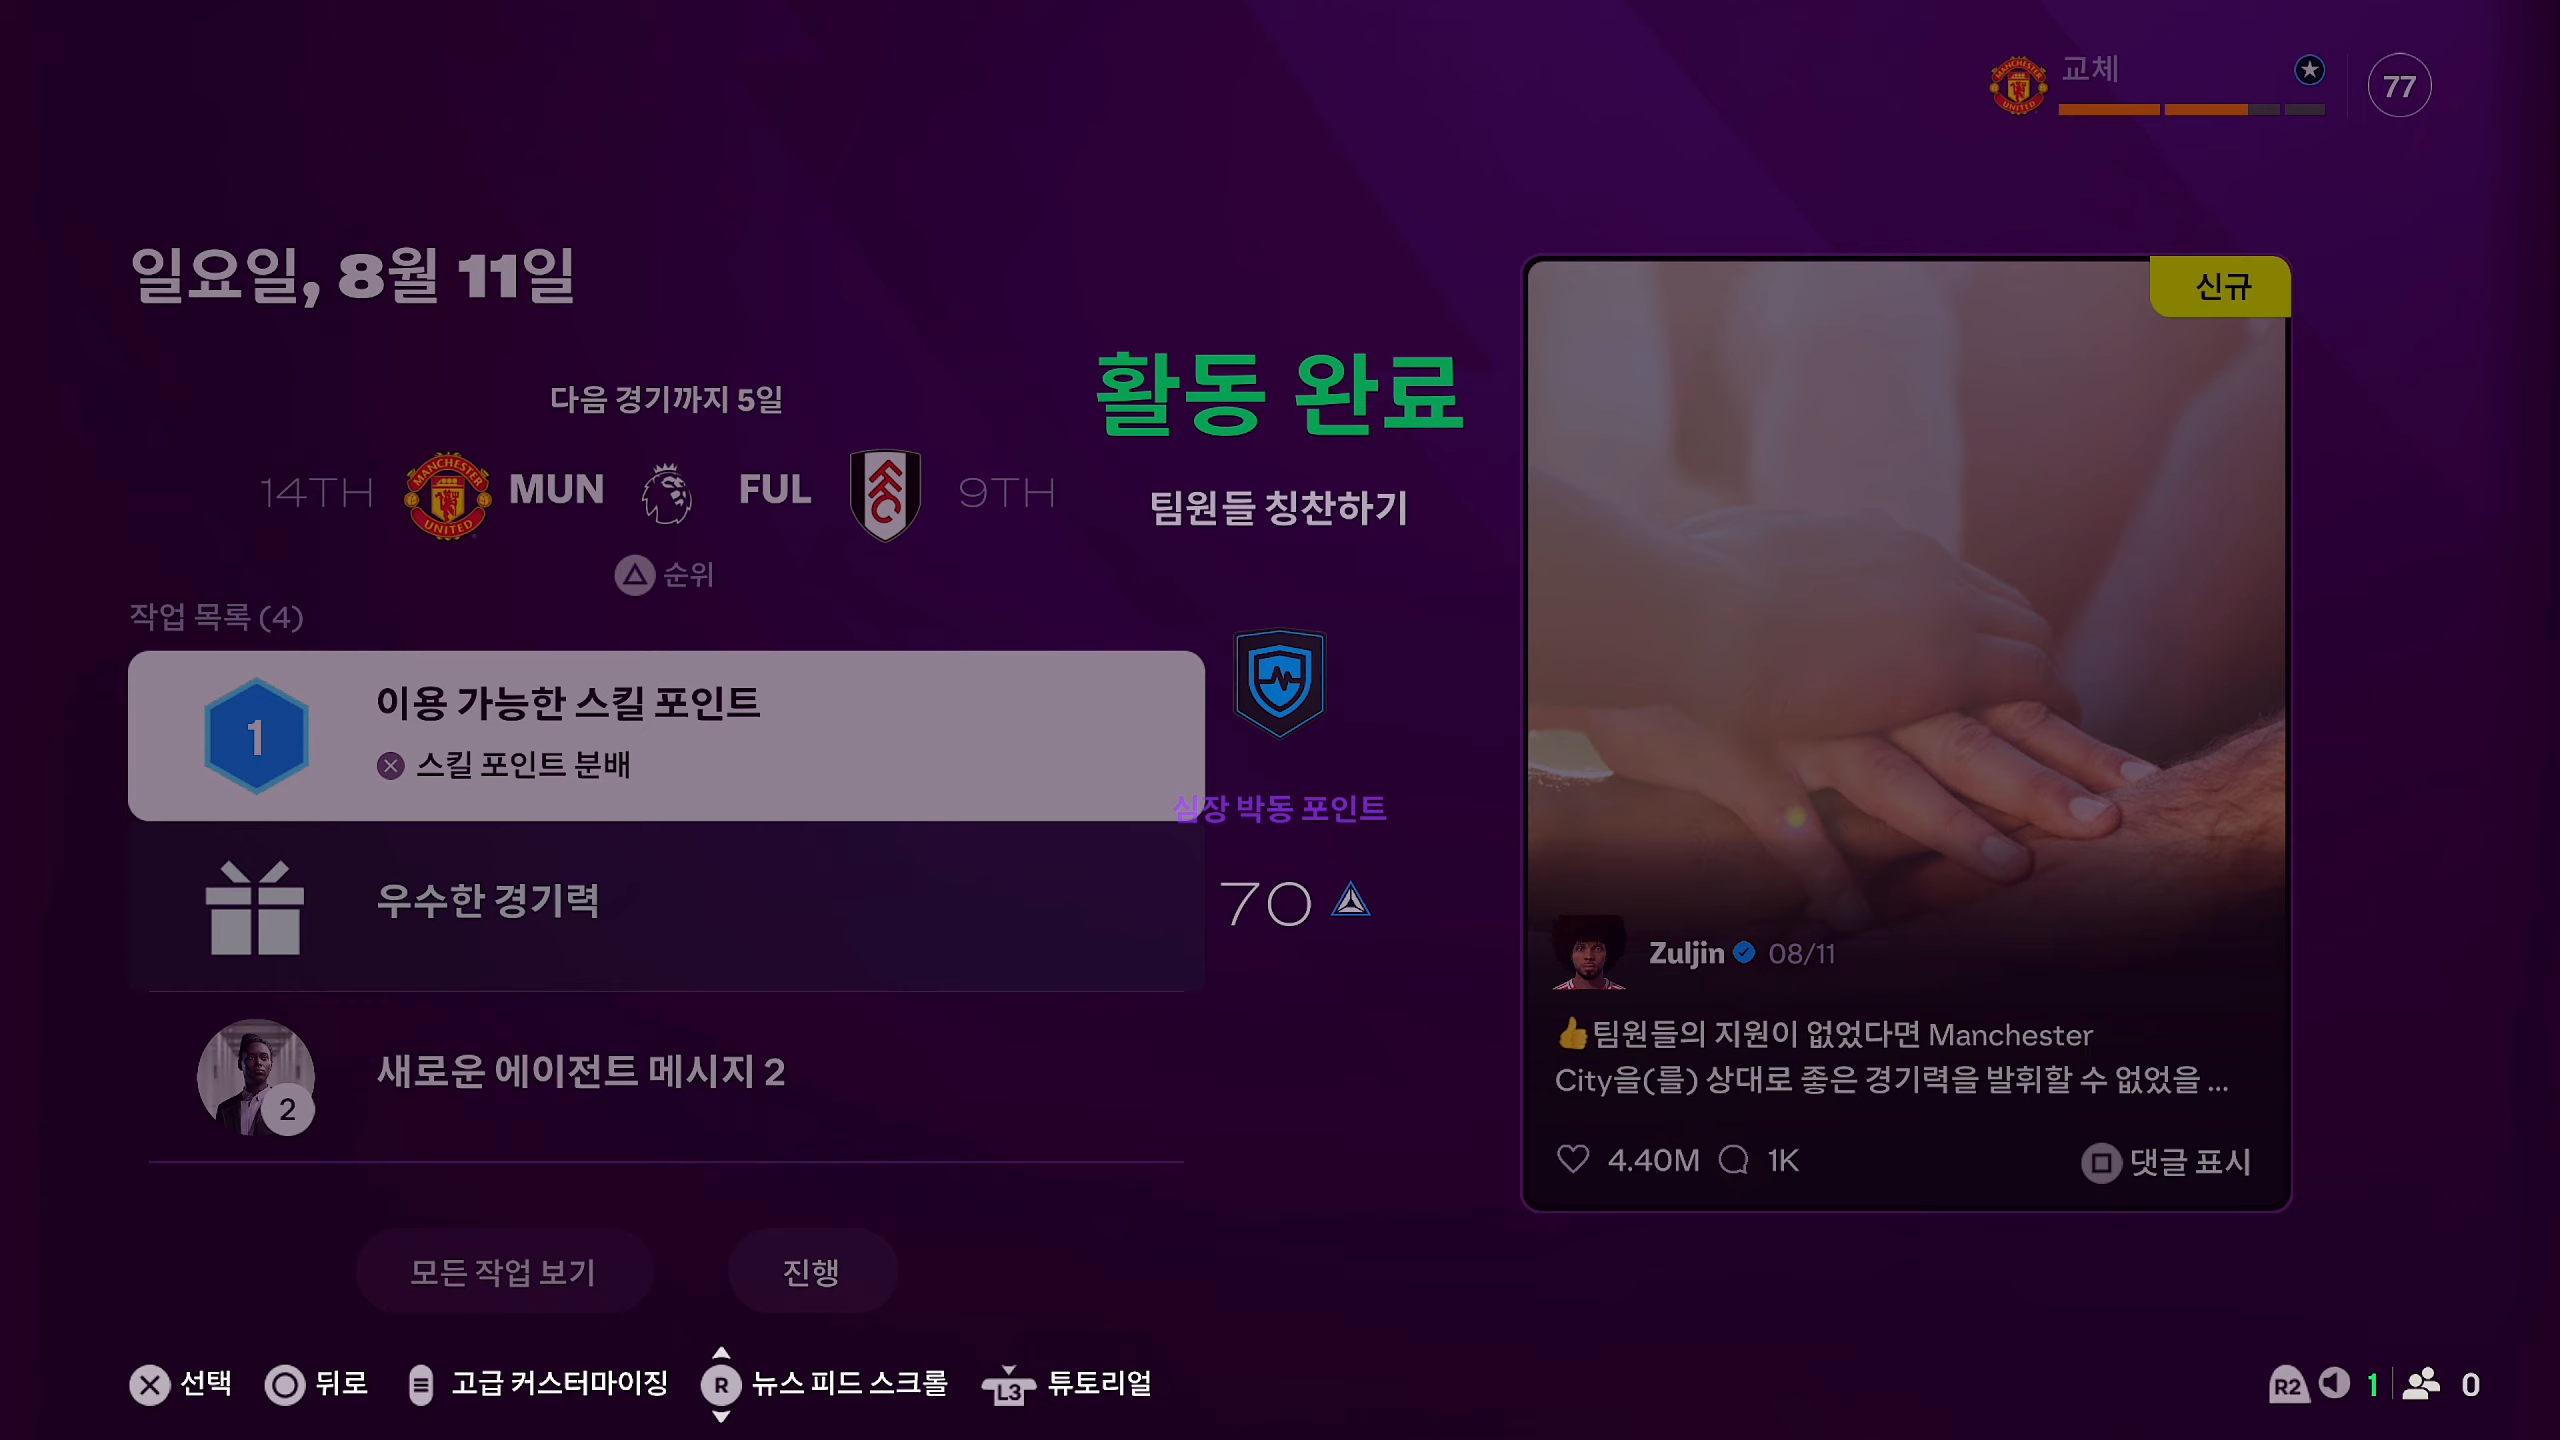 교체
77
일요일, 8월 11일
다음 경기까지 5일
14TH MUN FUL 9TH
순위
작업 목록 (4)
1
이용 가능한 스킬 포인트
스킬 포인트 분배
우수한 경기력
2
새로운 에이전트 메시지 2
모든 작업 보기
진행
활동 완료
팀원들 칭찬하기
심장 박동 포인트
70
신규
Zuljin 08/11
👍팀원들의 지원이 없었다면 Manchester
City을(를) 상대로 좋은 경기력을 발휘할 수 없었을 ...
4.40M 1K
댓글 표시
선택 뒤로 고급 커스터마이징 R 뉴스 피드 스크롤 L3 튜토리얼
R2 1 0
MANCHESTER
UNITED
MANCHESTER
UNITED
FFC